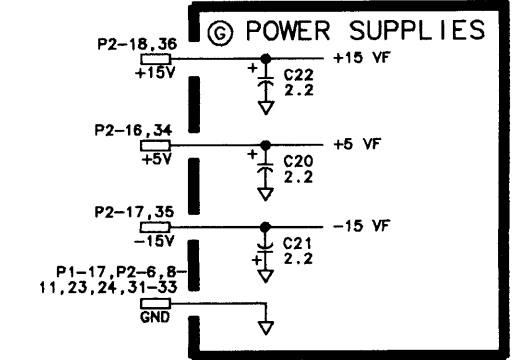 G POWER SUPPLIES
P2-18,36
+15V
+15 VF
+
C22
2.2
P2-16,34
+5V
+5 VF
+
C20
2.2
P2-17,35
-15V
-15 VF
C21
+
2.2
P1-17,P2-6,8-
11,23,24,31-33
GND